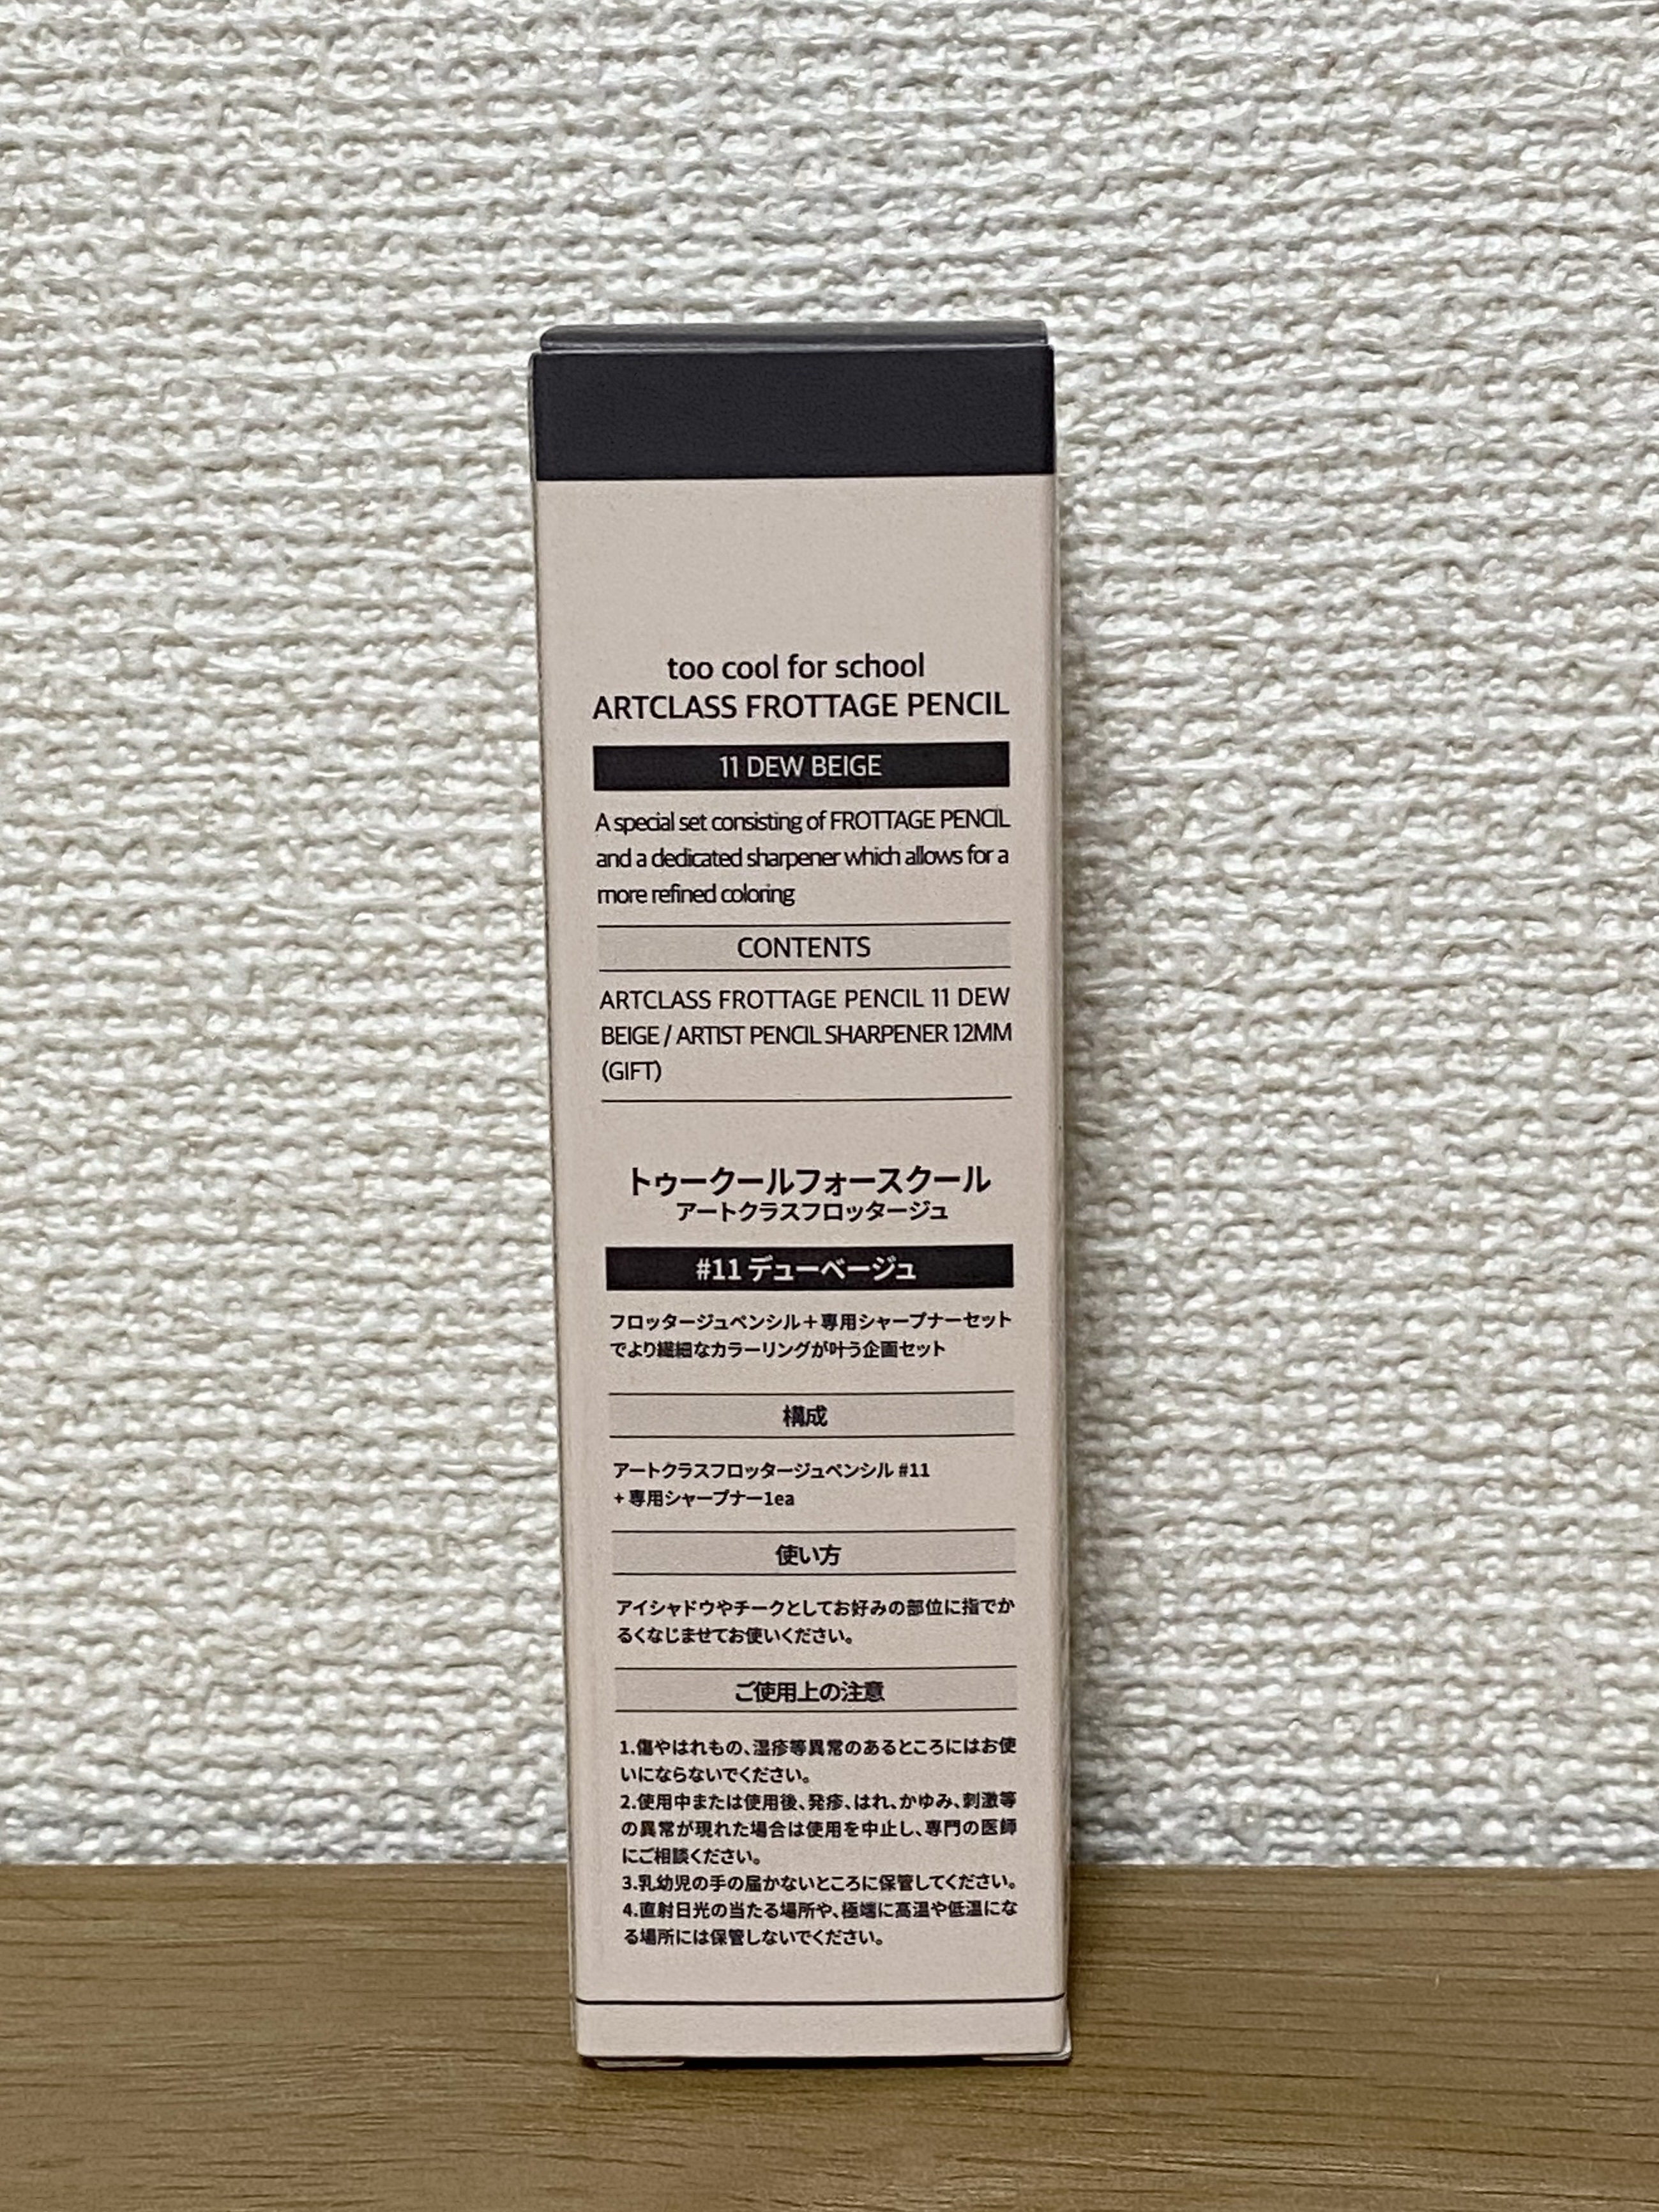 too cool for school
ARTCLASS FROTTAGE PENCIL
11 DEW BEIGE
A special set consisting of FROTTAGE PENCIL
and a dedicated sharpener which allows for a
more refined coloring
CONTENTS
ARTCLASS FROTTAGE PENCIL 11 DEW
BEIGE / ARTIST PENCIL SHARPENER 12MM
(GIFT)
トゥークールフォースクール
アートクラスフロッタージュ
#11 デューベージュ
フロッタージュペンシル＋専用シャープナーセット
でより繊細なカラーリングが叶う企画セット
構成
アートクラスフロッタージュペンシル #11
+ 専用シャープナー1ea
使い方
アイシャドウやチークとしてお好みの部位に指でか
るくなじませてお使いください。
ご使用上の注意
1.傷やはれもの、湿疹等異常のあるところにはお使
いにならないでください。
2.使用中または使用後、発疹、はれ、かゆみ、刺激等
の異常が現れた場合は使用を中止し、専門の医師
にご相談ください。
3.乳幼児の手の届かないところに保管してください。
4.直射日光の当たる場所や、極端に高温や低温にな
る場所には保管しないでください。